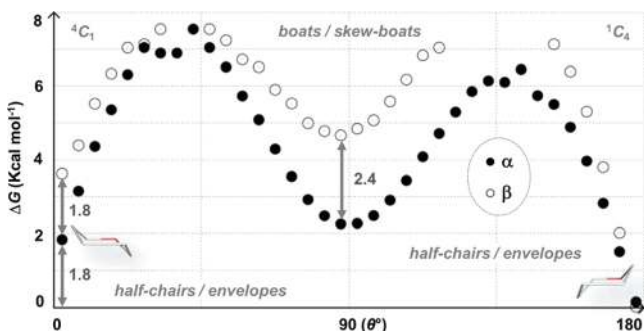 8
⁴C₁
boats / skew-boats
¹C₄
6
ΔG (Kcal mol⁻¹)
4
α
β
2.4
1.8
2
half-chairs / envelopes
1.8
half-chairs / envelopes
0
0
90 (θº)
180